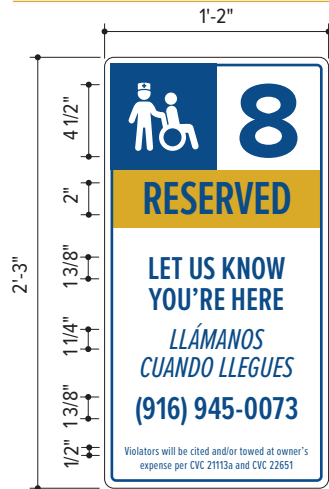 1'-2"
8
4 1/2"
2"
RESERVED
2'-3"
1 3/8"
LET US KNOW
YOU'RE HERE
1 1/4"
LLÁMANOS
CUANDO LLEGUES
1 3/8"
(916) 945-0073
1/2"
Violators will be cited and/or towed at owner's
expense per CVC 21113a and CVC 22651